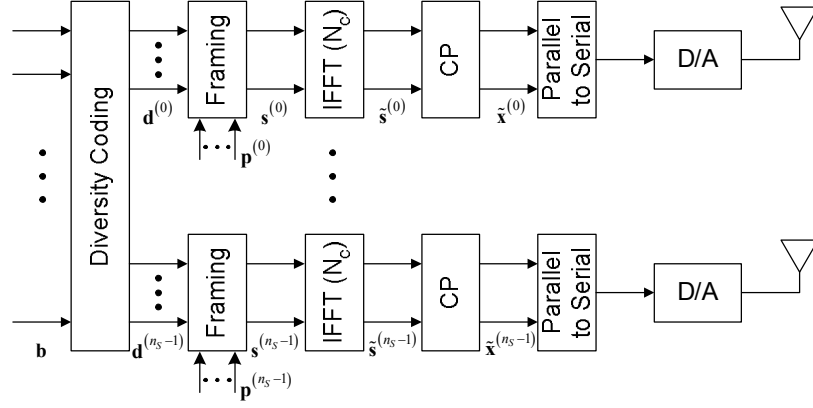 Diversity Coding
Framing
IFFT (N_c)
CP
Parallel to Serial
D/A
d^(0)
s^(0)
s̃^(0)
x̃^(0)
p^(0)
Framing
IFFT (N_c)
CP
Parallel to Serial
D/A
b
d^(n_S−1)
s^(n_S−1)
s̃^(n_S−1)
x̃^(n_S−1)
p^(n_S−1)